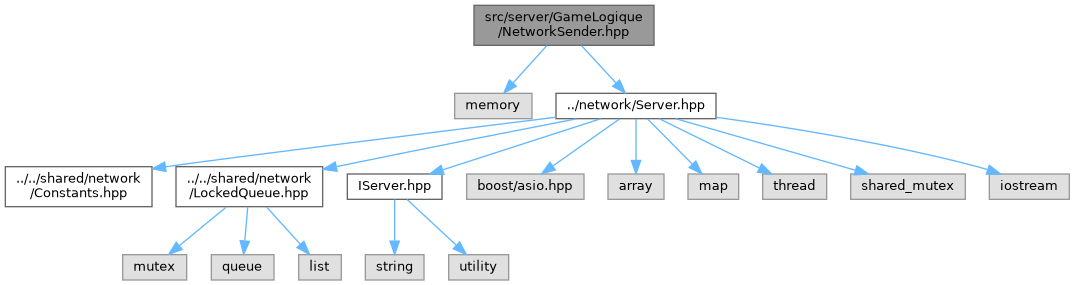 src/server/GameLogique
/NetworkSender.hpp
memory
../network/Server.hpp
../../shared/network
/Constants.hpp
../../shared/network
/LockedQueue.hpp
IServer.hpp
boost/asio.hpp
array
map
thread
shared_mutex
iostream
mutex
queue
list
string
utility